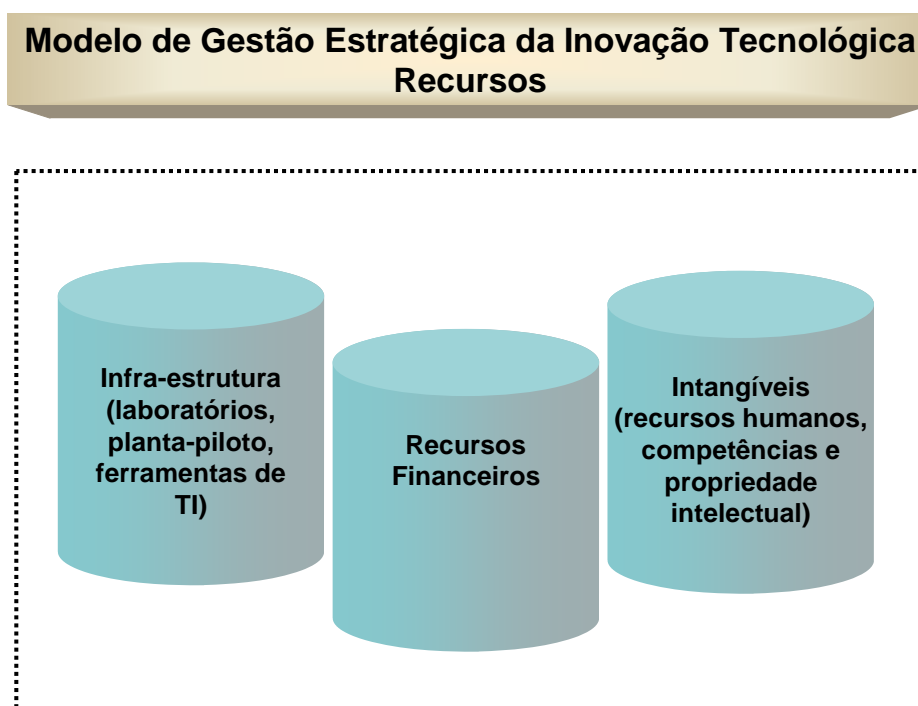 Modelo de Gestão Estratégica da Inovação Tecnológica
Recursos
Infra-estrutura
(laboratórios,
planta-piloto,
ferramentas de
TI)
Recursos
Financeiros
Intangíveis
(recursos humanos,
competências e
propriedade
intelectual)